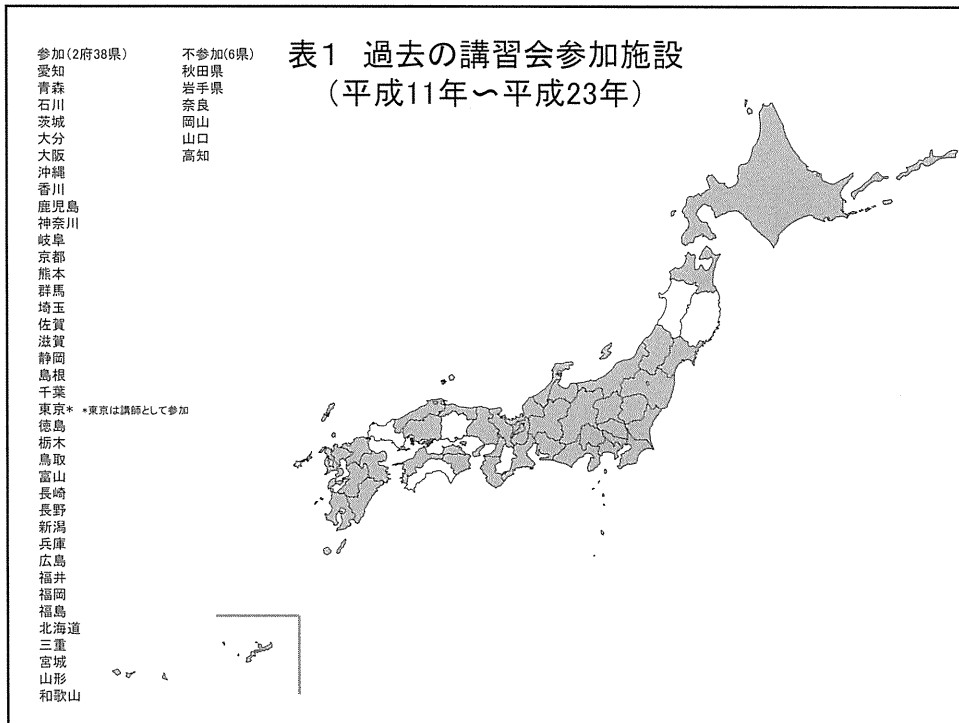 表1 過去の講習会参加施設
(平成11年~平成23年)
参加(2府38県)
愛知
青森
石川
茨城
大分
大阪
沖縄
香川
鹿児島
神奈川
岐阜
京都
熊本
群馬
埼玉
佐賀
滋賀
静岡
島根
千葉
東京* *東京は講師として参加
徳島
栃木
鳥取
富山
長崎
長野
新潟
兵庫
広島
福井
福岡
福島
北海道
三重
宮城
山形
和歌山
不参加(6県)
秋田県
岩手県
奈良
岡山
山口
高知